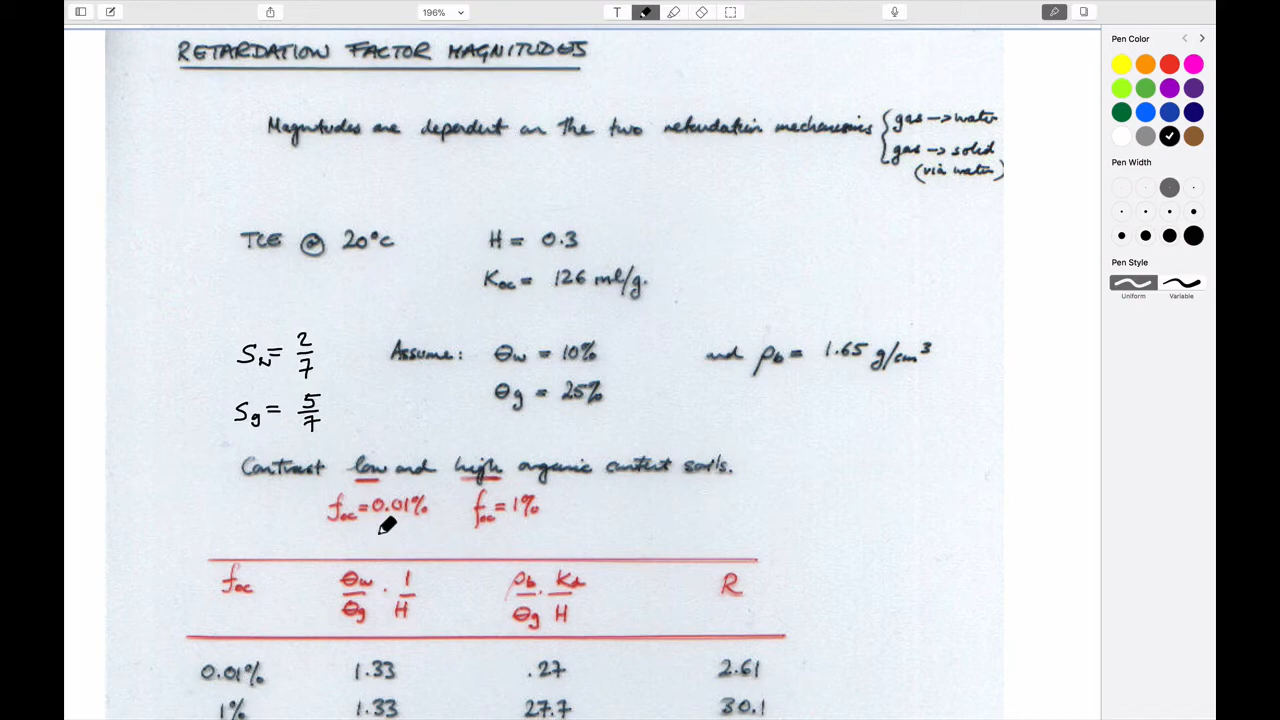 196%
T
Pen Color
Pen Width
Pen Style
Uniform
Variable
RETARDATION FACTOR MAGNITUDES
Magnitudes are dependent on the two retardation mechanisms { gas → water
gas → solid
(via water)
TCE @ 20°C H = 0.3
Koc = 126 ml/g.
Sw = 2/7 Assume: θw = 10% and ρb = 1.65 g/cm³
Sg = 5/7 θg = 25%
Contrast low and high organic content soils.
foc = 0.01% foc = 1%
foc θw/θg · 1/H ρb/θg · Kd/H R
0.01% 1.33 .27 2.61
1% 1.33 27.7 30.1